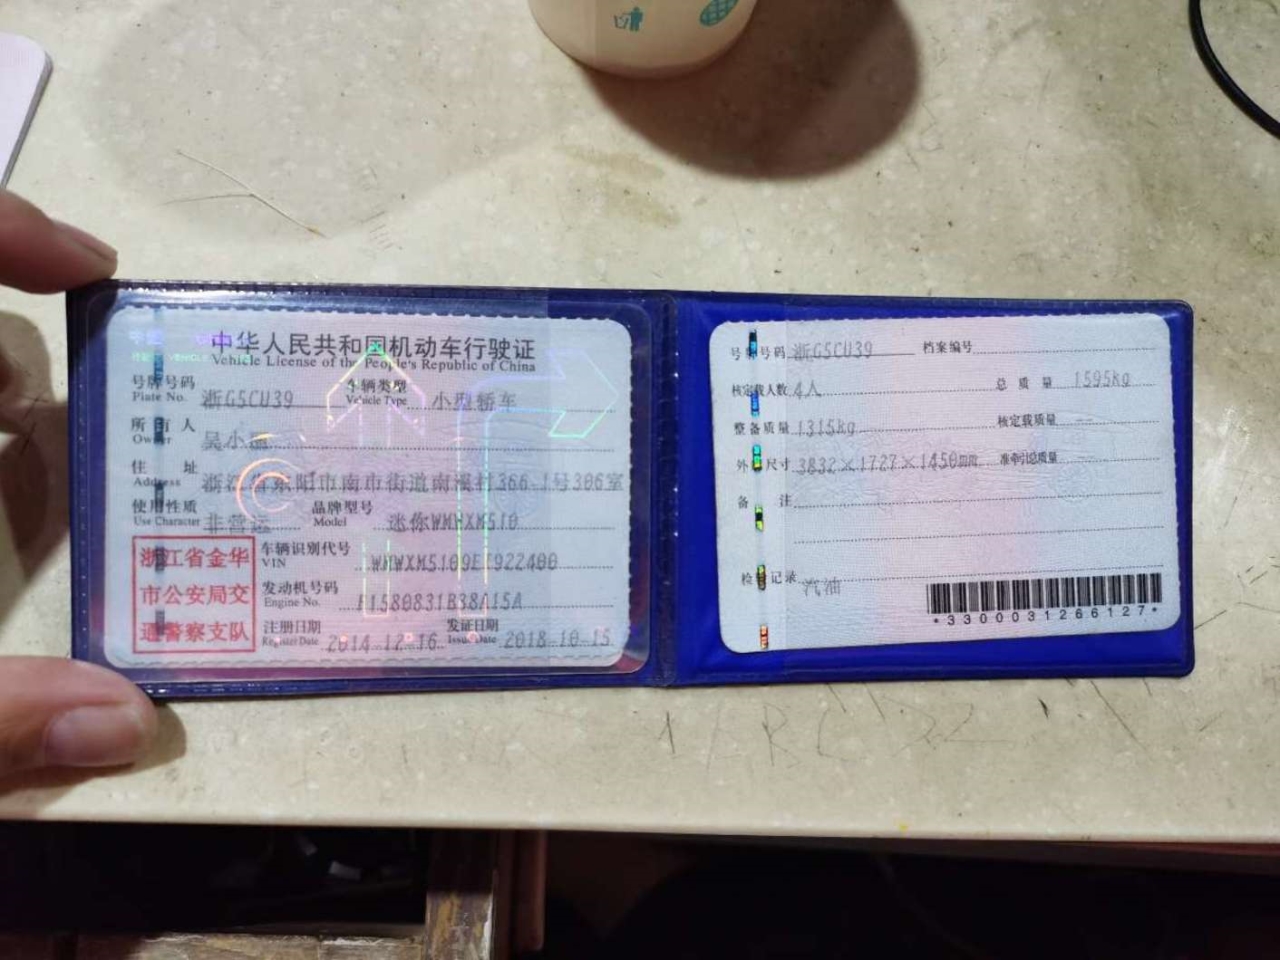 中华人民共和国机动车行驶证
Vehicle License of the People's Republic of China
号牌号码 浙G5CU39 车辆类型 小型轿车
Plate No. Vehicle Type
所有人 吴小
Owner
住址 浙江省东阳市南市街道南溪村366-1号306室
Address
使用性质 非营运 品牌型号 迷你WMWXM510
Use Character Model
浙江省金华
市公安局交
通警察支队
车辆识别代号
VIN
发动机号码
Engine No.
注册日期 2014-12-16 发证日期 2018-10-15
Register Date Issue Date
号牌号码 浙G5CU39 档案编号
核定载人数 4人 总质量 1595kg
整备质量 1315kg 核定载质量 --
外廓尺寸 3832×1727×1450mm 准牵引总质量 --
备注
检验记录 汽油
*3300031266127*